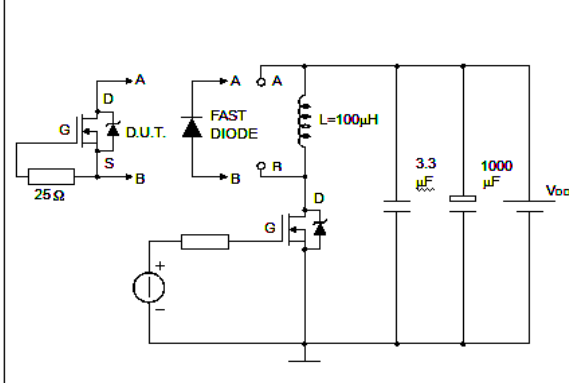 A
D
G
D.U.T.
S
B
25Ω
A
FAST
DIODE
B
A
L=100μH
B
D
G
+
−
3.3
μF
1000
μF
VDD